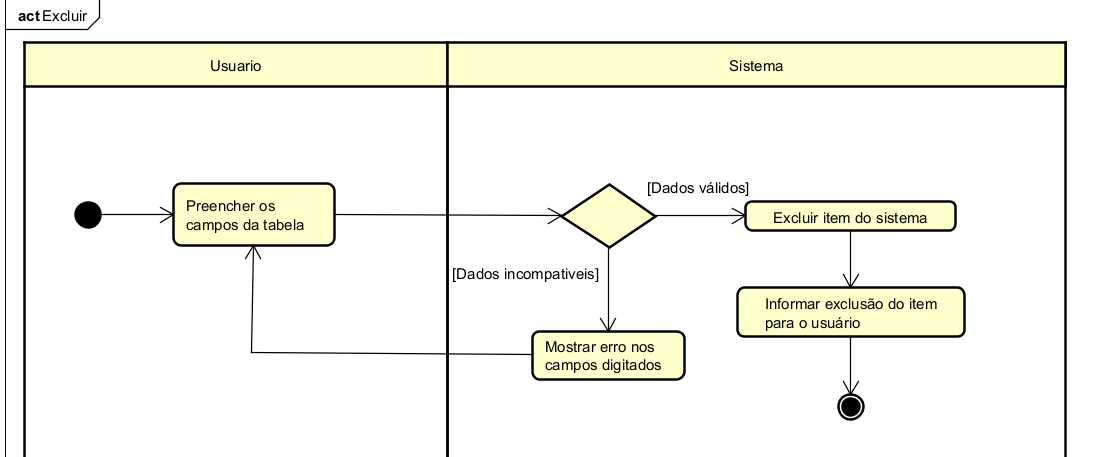 act Excluir
Usuario
Sistema
Preencher os
campos da tabela
[Dados válidos]
Excluir item do sistema
[Dados incompativeis]
Informar exclusão do item
para o usuário
Mostrar erro nos
campos digitados